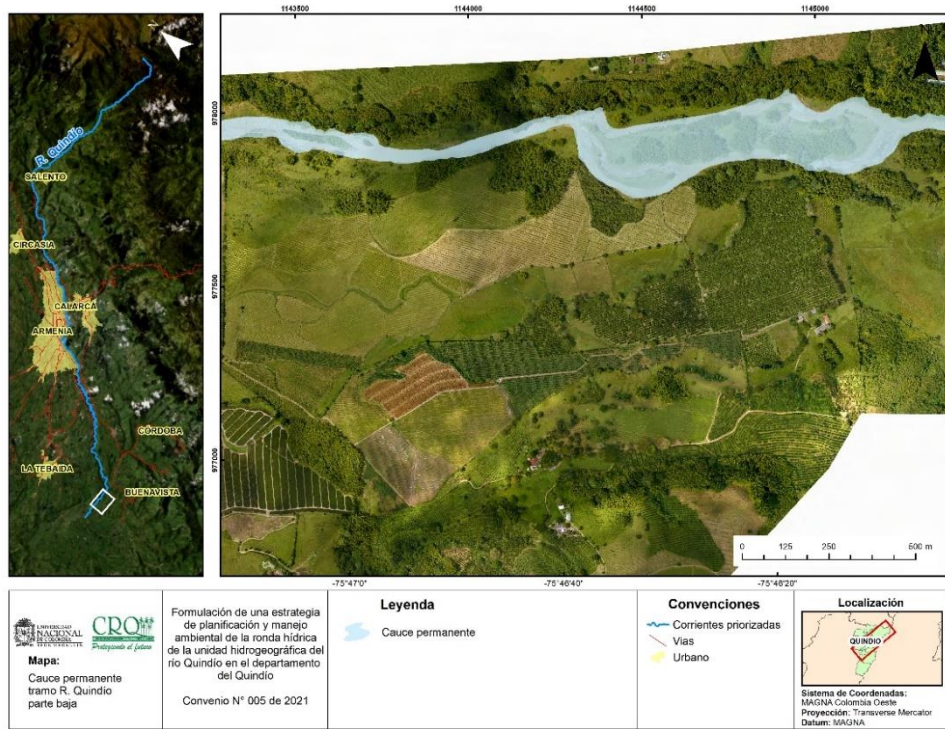 1143500 1144000 1144500 1145000
R. Quindío
SALENTO
CIRCASIA
CALARCA
ARMENIA
CORDOBA
LA TEBAIDA
BUENAVISTA
978000
977500
977000
0 125 250 500 m
-75°47'0" -75°46'40" -75°46'20"
UNIVERSIDAD
NACIONAL
DE COLOMBIA
CRQ
Protegiendo el futuro
Mapa:
Cauce permanente
tramo R. Quindío
parte baja
Formulación de una estrategia
de planificación y manejo
ambiental de la ronda hídrica
de la unidad hidrogeográfica del
río Quindío en el departamento
del Quindío
Convenio N° 005 de 2021
Leyenda
Cauce permanente
Convenciones
Corrientes priorizadas
Vias
Urbano
Localización
QUINDIO
Sistema de Coordenadas:
MAGNA Colombia Oeste
Proyección: Transverse Mercator
Datum: MAGNA